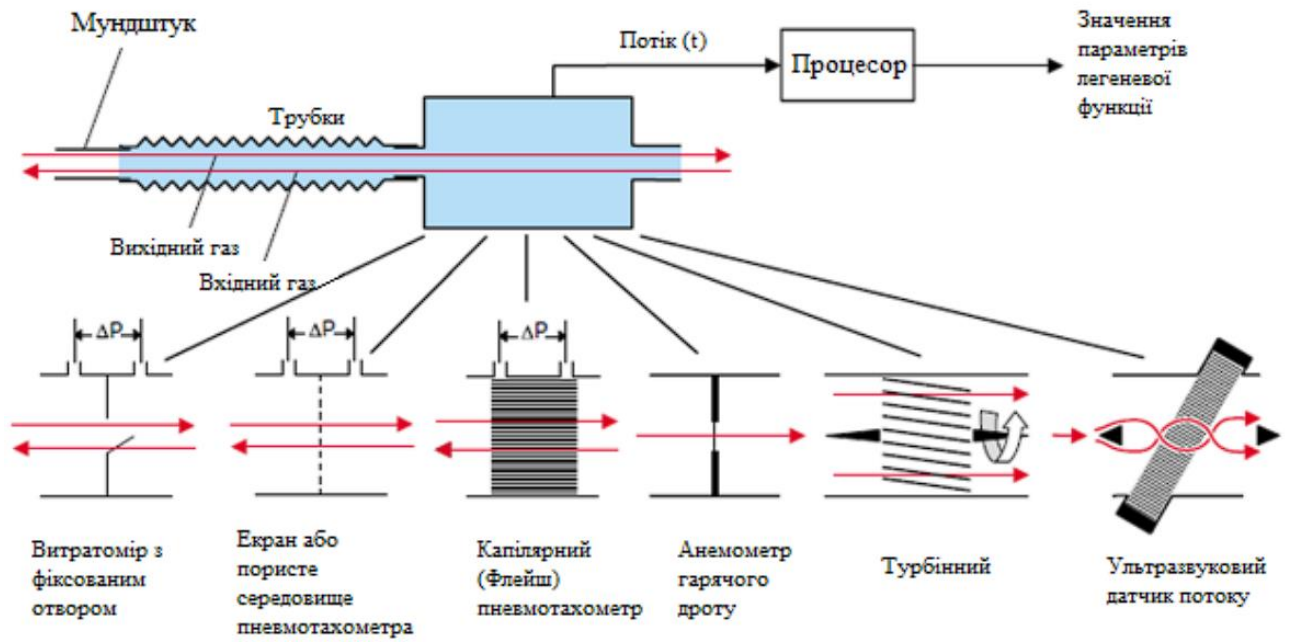 Мундштук
Потік (t)
Процесор
Значення
параметрів
легеневої
функції
Трубки
Вихідний газ
Вхідний газ
ΔP
ΔP
ΔP
Витратомір з
фіксованим
отвором
Екран або
пористе
середовище
пневмотахометра
Капілярний
(Флейш)
пневмотахометр
Анемометр
гарячого
дроту
Турбінний
Ультразвуковий
датчик потоку